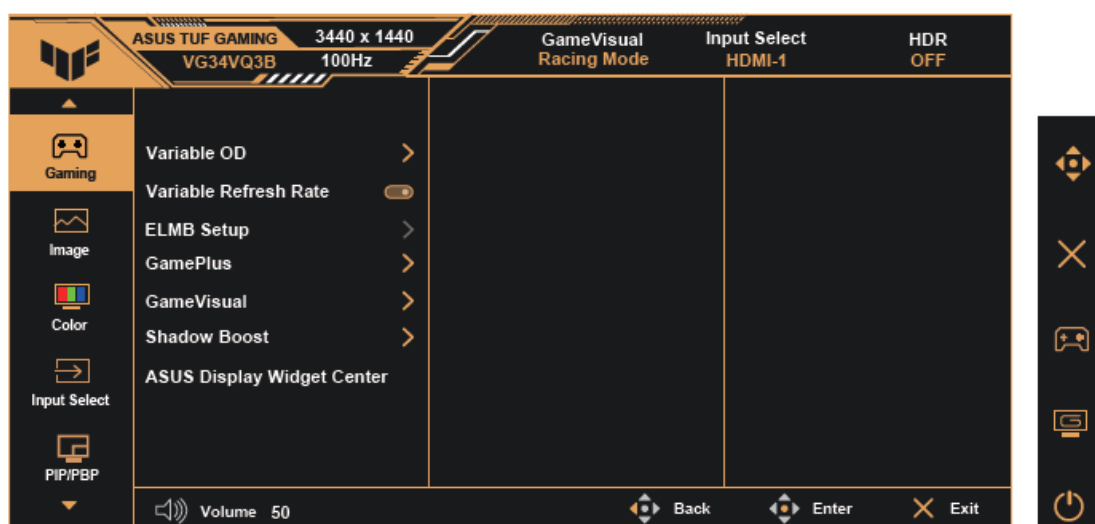 ASUS TUF GAMING 3440 x 1440
VG34VQ3B 100Hz
GameVisual Input Select HDR
Racing Mode HDMI-1 OFF
Gaming
Image
Color
Input Select
PIP/PBP
Variable OD
Variable Refresh Rate
ELMB Setup
GamePlus
GameVisual
Shadow Boost
ASUS Display Widget Center
Volume 50 Back Enter Exit